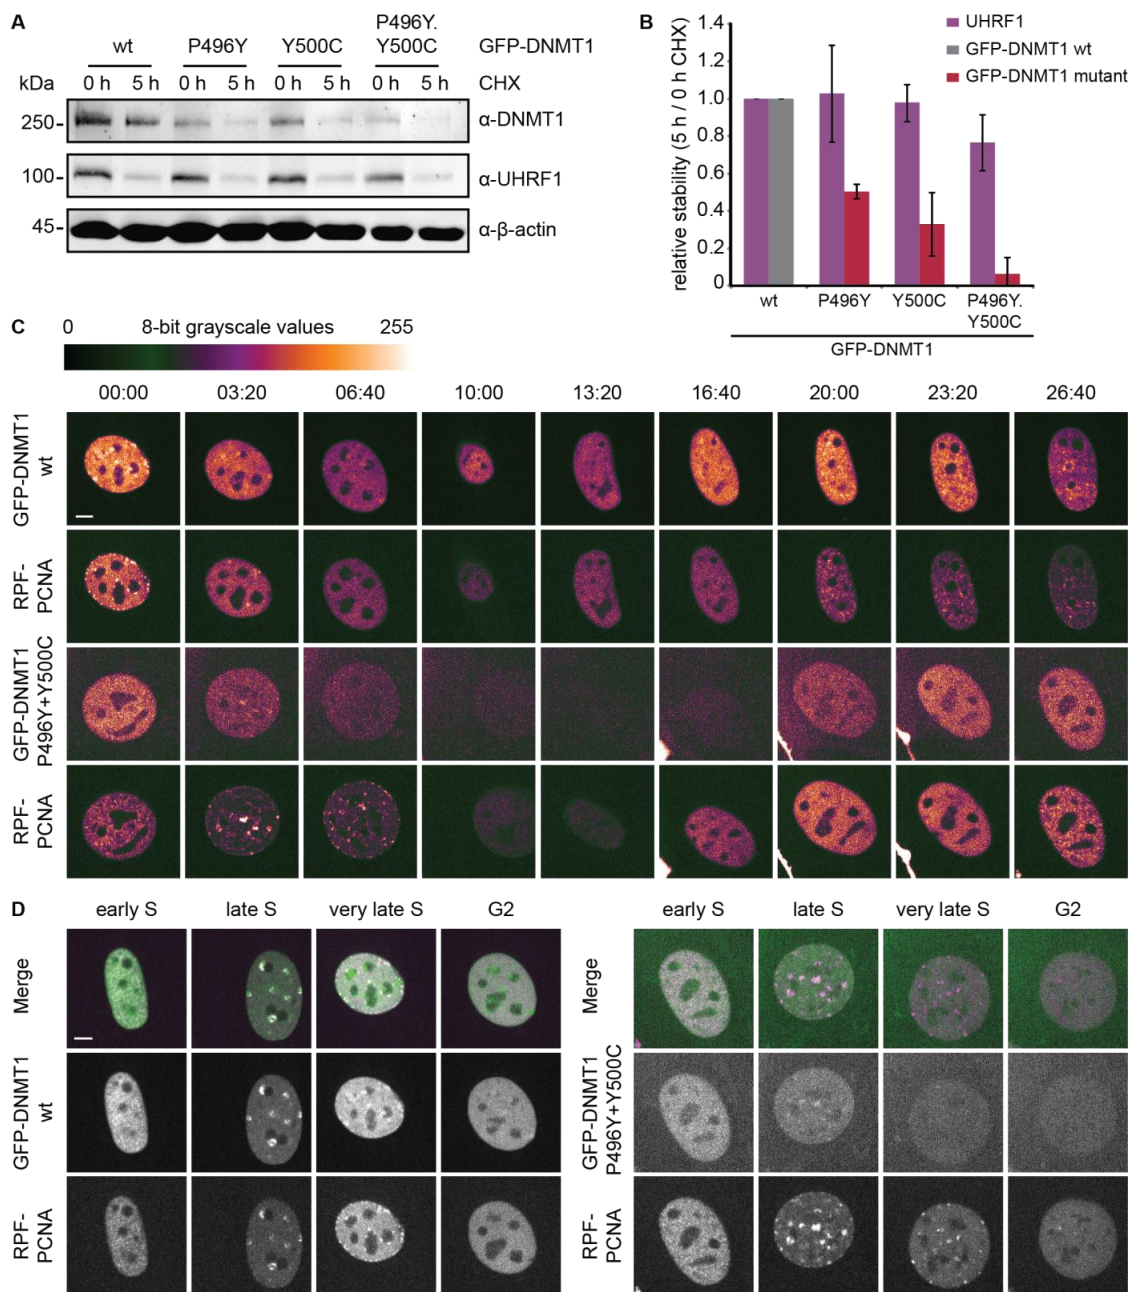 A
wt P496Y Y500C P496Y. Y500C GFP-DNMT1
kDa 0 h 5 h 0 h 5 h 0 h 5 h 0 h 5 h CHX
250 α-DNMT1
100 α-UHRF1
45 α-β-actin
B
relative stability (5 h / 0 h CHX)
1.4
1.2
1.0
0.8
0.6
0.4
0.2
0
UHRF1
GFP-DNMT1 wt
GFP-DNMT1 mutant
wt P496Y Y500C P496Y.
Y500C
GFP-DNMT1
C
0 8-bit grayscale values 255
00:00 03:20 06:40 10:00 13:20 16:40 20:00 23:20 26:40
GFP-DNMT1
wt
RPF-
PCNA
GFP-DNMT1
P496Y+Y500C
RPF-
PCNA
D
early S late S very late S G2
Merge
GFP-DNMT1
wt
RPF-
PCNA
early S late S very late S G2
Merge
GFP-DNMT1
P496Y+Y500C
RPF-
PCNA